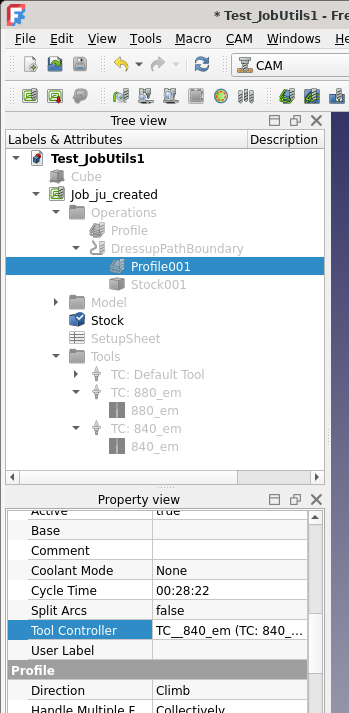 * Test_JobUtils1 - Fre
File Edit View Tools Macro CAM Windows He
CAM
Tree view
Labels & Attributes Description
Test_JobUtils1
Cube
Job_ju_created
Operations
Profile
DressupPathBoundary
Profile001
Stock001
Model
Stock
SetupSheet
Tools
TC: Default Tool
TC: 880_em
880_em
TC: 840_em
840_em
Property view
Active true
Base
Comment
Coolant Mode None
Cycle Time 00:28:22
Split Arcs false
Tool Controller TC__840_em (TC: 840_...
User Label
Profile
Direction Climb
Handle Multiple F Collectively